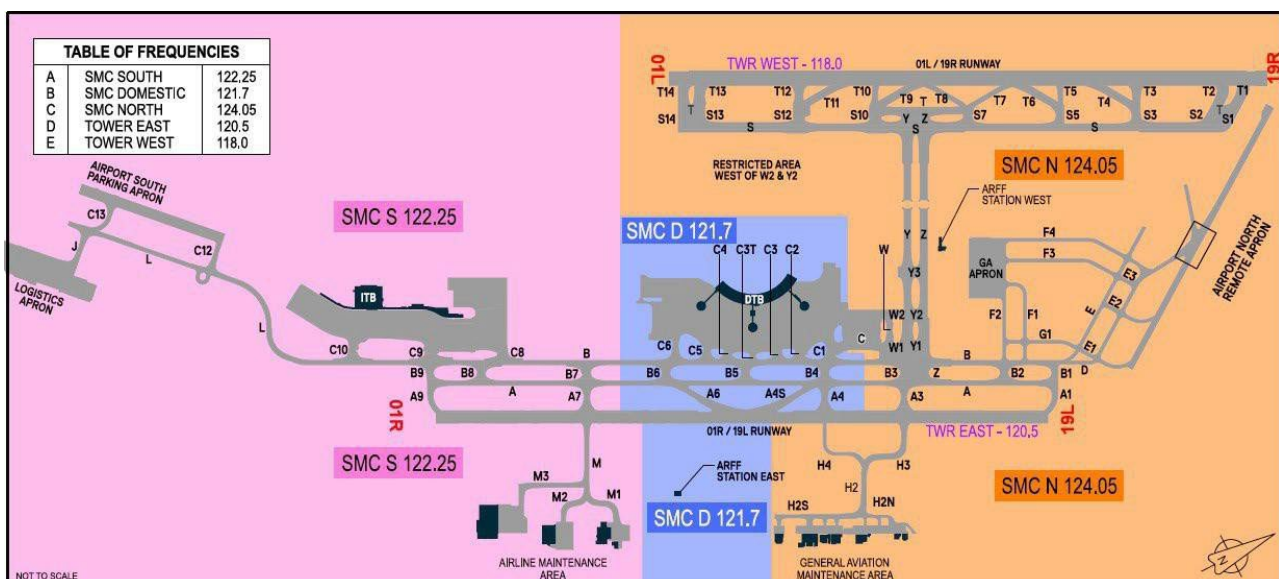 TABLE OF FREQUENCIES
A SMC SOUTH 122.25
B SMC DOMESTIC 121.7
C SMC NORTH 124.05
D TOWER EAST 120.5
E TOWER WEST 118.0
01L
TWR WEST - 118.0
01L / 19R RUNWAY
19R
T14 T13 T12 T11 T10 T9 T T8 T7 T6 T5 T4 T3 T2 T1
T
T
S14 S13 S12 S10 Y Z S7 S5 S3 S2 S1
S S S
RESTRICTED AREA
WEST OF W2 & Y2
SMC N 124.05
AIRPORT SOUTH
PARKING APRON
C13
J
L
C12
LOGISTICS
APRON
L
SMC S 122.25
SMC D 121.7
ARFF
STATION WEST
C4 C3T C3 C2
W
Y Z
Y3
GA
APRON
F4
F3
E3
E2
E
F2 F1
G1
E1
AIRPORT NORTH
REMOTE APRON
ITB
DTB
W2 Y2
W1 Y1
C
C10 C9 C8 B C6 C5 C1 B
B9 B8 B7 B6 B5 B4 B3 Z B2 B1 D
A9 A A7 A6 A4S A4 A3 A A1
01R
01R / 19L RUNWAY
TWR EAST - 120.5
19L
SMC S 122.25
M
M3
M2
M1
ARFF
STATION EAST
H4 H3
H2
H2S H2N
SMC D 121.7
SMC N 124.05
AIRLINE MAINTENANCE
AREA
GENERAL AVIATION
MAINTENANCE AREA
NOT TO SCALE